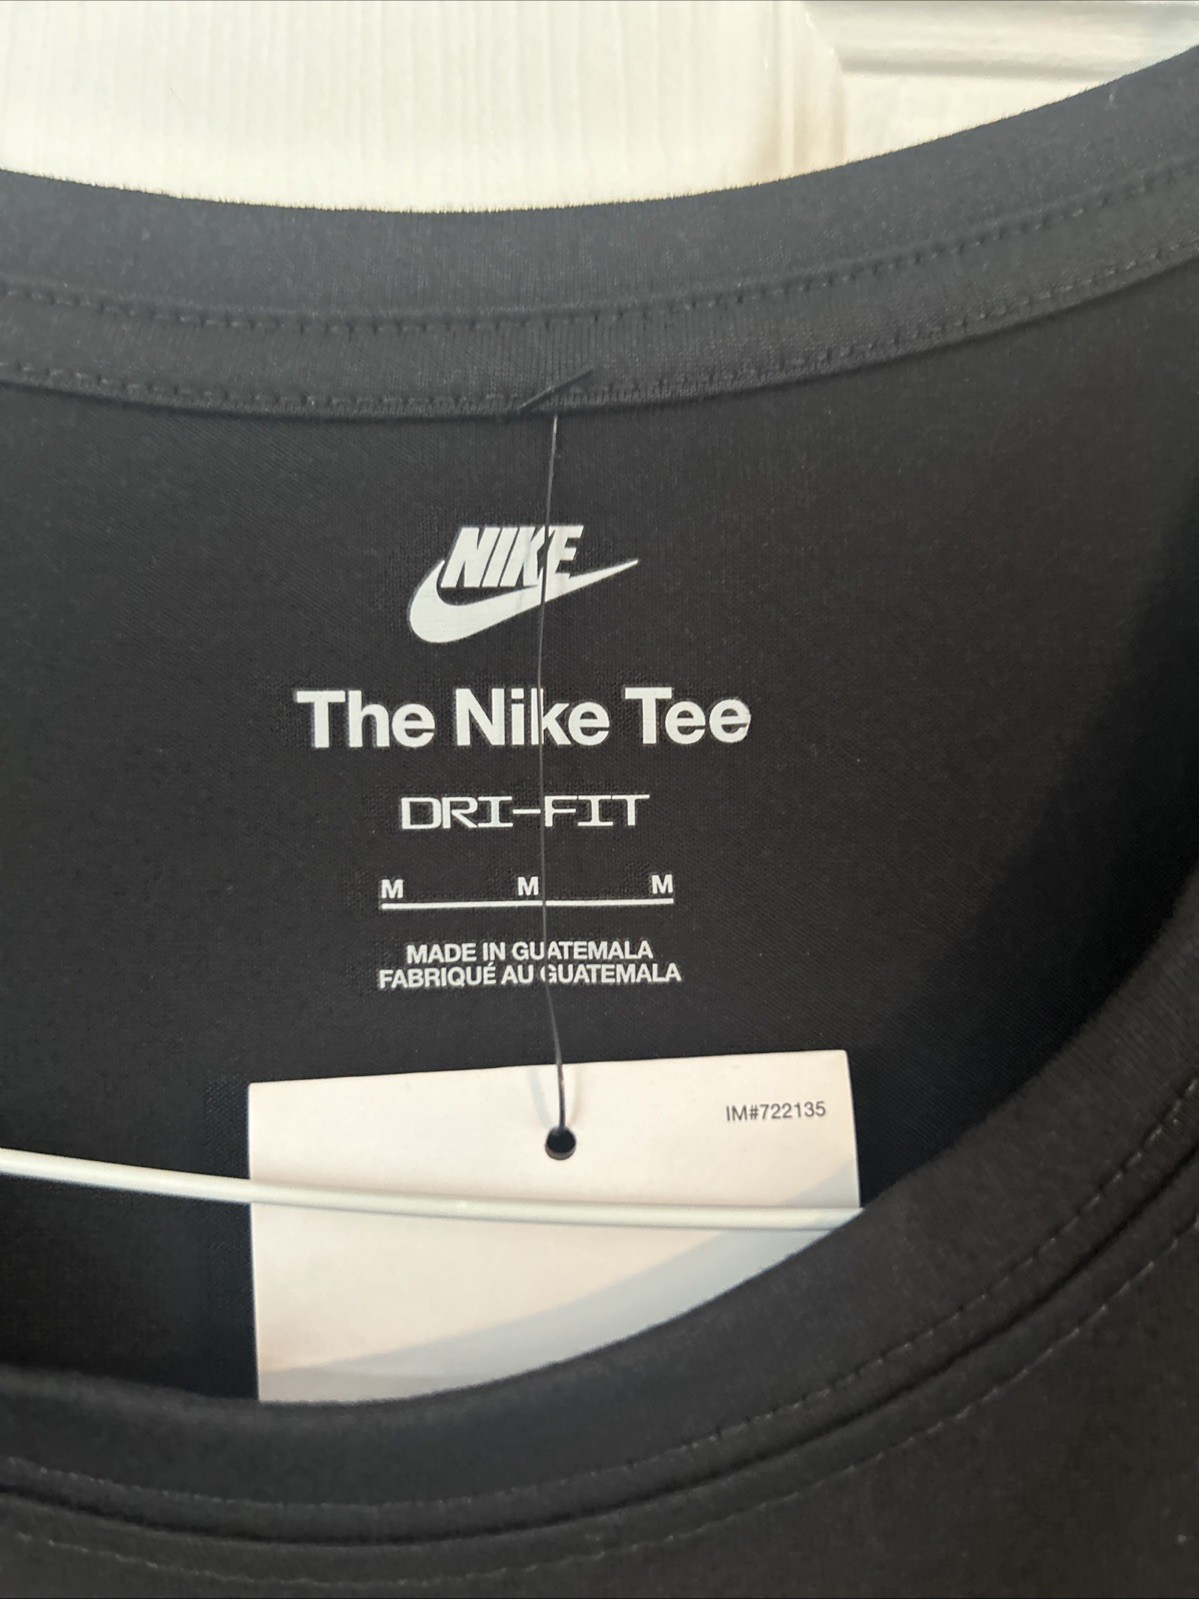 NIKE
The Nike Tee
DRI-FIT
M M M
MADE IN GUATEMALA
FABRIQUÉ AU GUATEMALA
IM#722135